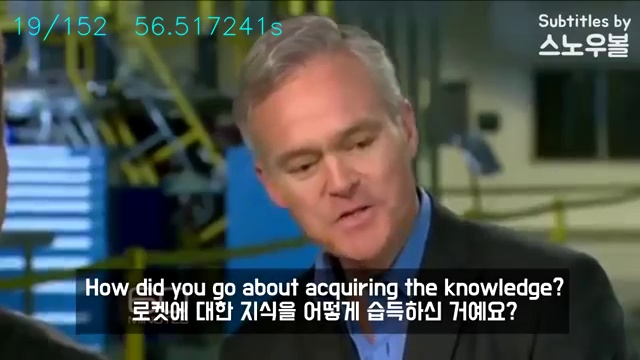 19/152 56.517241s
Subtitles by
스노우볼
How did you go about acquiring the knowledge?
로켓에 대한 지식을 어떻게 습득하신 거예요?